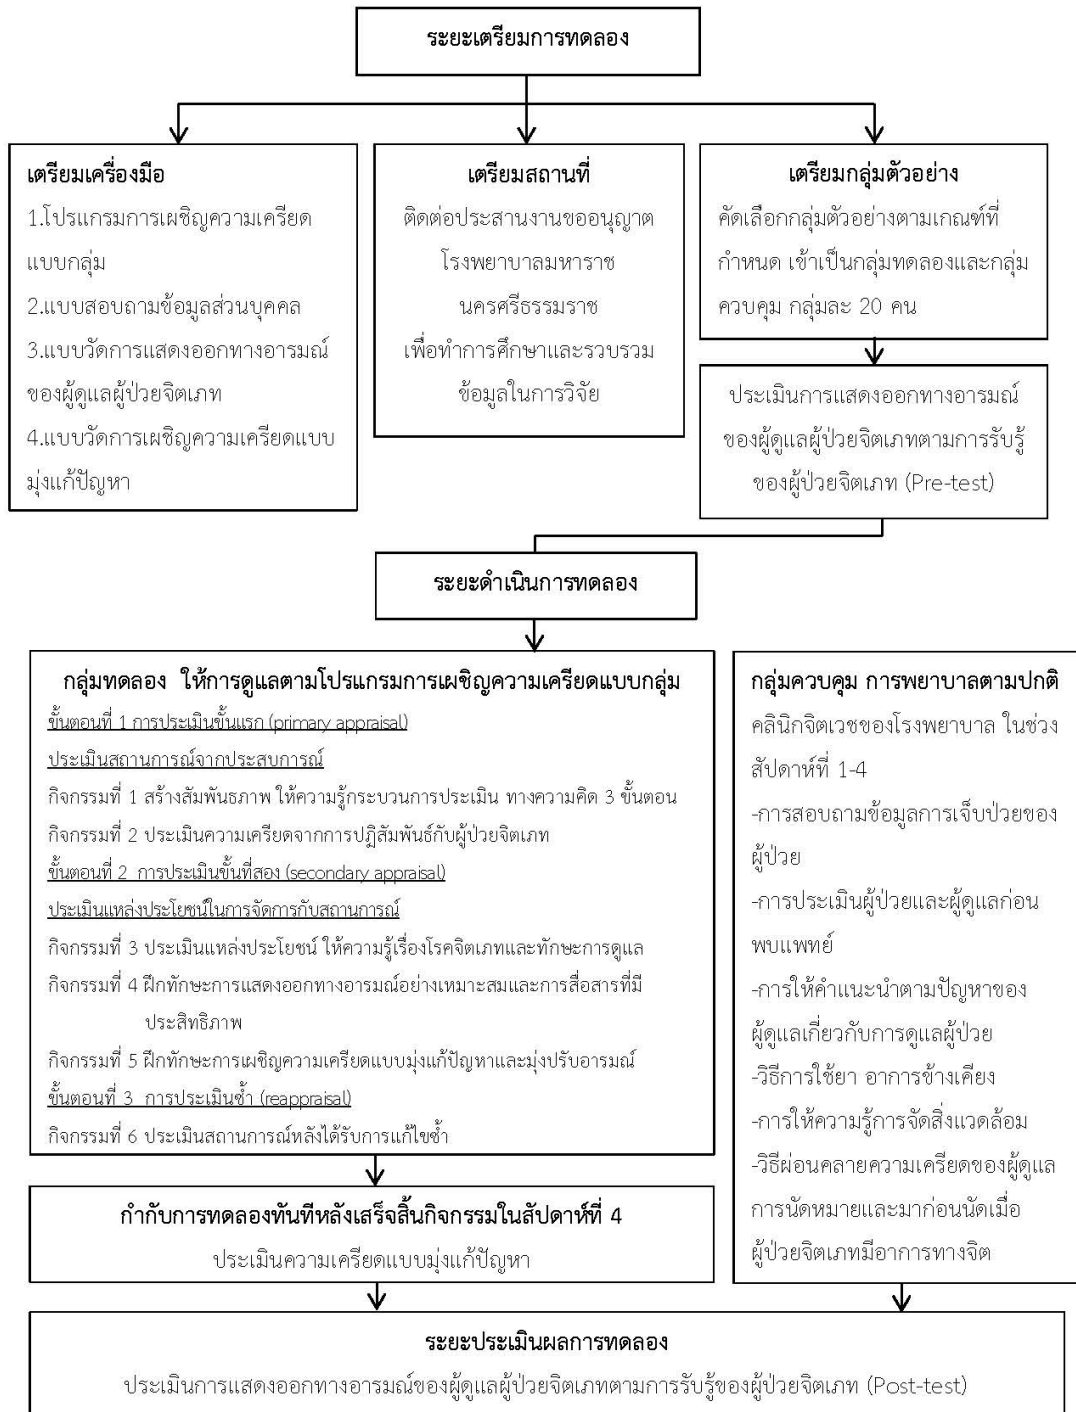 ระยะเตรียมการทดลอง
เตรียมเครื่องมือ
1.โปรแกรมการเผชิญความเครียด
แบบกลุ่ม
2.แบบสอบถามข้อมูลส่วนบุคคล
3.แบบวัดการแสดงออกทางอารมณ์
ของผู้ดูแลผู้ป่วยจิตเภท
4.แบบวัดการเผชิญความเครียดแบบ
มุ่งแก้ปัญหา
เตรียมสถานที่
ติดต่อประสานงานขออนุญาต
โรงพยาบาลมหาราช
นครศรีธรรมราช
เพื่อทำการศึกษาและรวบรวม
ข้อมูลในการวิจัย
เตรียมกลุ่มตัวอย่าง
คัดเลือกกลุ่มตัวอย่างตามเกณฑ์ที่
กำหนด เข้าเป็นกลุ่มทดลองและกลุ่ม
ควบคุม กลุ่มละ 20 คน
ประเมินการแสดงออกทางอารมณ์
ของผู้ดูแลผู้ป่วยจิตเภทตามการรับรู้
ของผู้ป่วยจิตเภท (Pre-test)
ระยะดำเนินการทดลอง
กลุ่มทดลอง ให้การดูแลตามโปรแกรมการเผชิญความเครียดแบบกลุ่ม
ขั้นตอนที่ 1 การประเมินขั้นแรก (primary appraisal)
ประเมินสถานการณ์จากประสบการณ์
กิจกรรมที่ 1 สร้างสัมพันธภาพ ให้ความรู้กระบวนการประเมิน ทางความคิด 3 ขั้นตอน
กิจกรรมที่ 2 ประเมินความเครียดจากการปฏิสัมพันธ์กับผู้ป่วยจิตเภท
ขั้นตอนที่ 2 การประเมินขั้นที่สอง (secondary appraisal)
ประเมินแหล่งประโยชน์ในการจัดการกับสถานการณ์
กิจกรรมที่ 3 ประเมินแหล่งประโยชน์ ให้ความรู้เรื่องโรคจิตเภทและทักษะการดูแล
กิจกรรมที่ 4 ฝึกทักษะการแสดงออกทางอารมณ์อย่างเหมาะสมและการสื่อสารที่มี
ประสิทธิภาพ
กิจกรรมที่ 5 ฝึกทักษะการเผชิญความเครียดแบบมุ่งแก้ปัญหาและมุ่งปรับอารมณ์
ขั้นตอนที่ 3 การประเมินซ้ำ (reappraisal)
กิจกรรมที่ 6 ประเมินสถานการณ์หลังได้รับการแก้ไขซ้ำ
กลุ่มควบคุม การพยาบาลตามปกติ
คลินิกจิตเวชของโรงพยาบาล ในช่วง
สัปดาห์ที่ 1-4
-การสอบถามข้อมูลการเจ็บป่วยของ
ผู้ป่วย
-การประเมินผู้ป่วยและผู้ดูแลก่อน
พบแพทย์
-การให้คำแนะนำตามปัญหาของ
ผู้ดูแลเกี่ยวกับการดูแลผู้ป่วย
-วิธีการใช้ยา อาการข้างเคียง
-การให้ความรู้การจัดสิ่งแวดล้อม
-วิธีผ่อนคลายความเครียดของผู้ดูแล
การนัดหมายและมาก่อนนัดเมื่อ
ผู้ป่วยจิตเภทมีอาการทางจิต
กำกับการทดลองทันทีหลังเสร็จสิ้นกิจกรรมในสัปดาห์ที่ 4
ประเมินความเครียดแบบมุ่งแก้ปัญหา
ระยะประเมินผลการทดลอง
ประเมินการแสดงออกทางอารมณ์ของผู้ดูแลผู้ป่วยจิตเภทตามการรับรู้ของผู้ป่วยจิตเภท (Post-test)